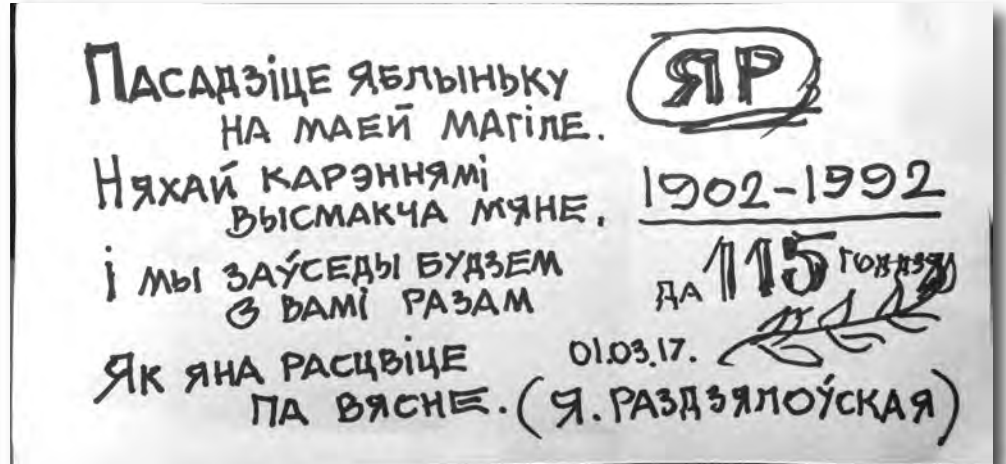 Пасадзіце яблыньку
на маей магіле.
Няхай карэннямі
высмакча мяне.
і мы заўседы будзем
з вамі разам
Як яна расцвіце
па вясне. (Я. Раздзялоўская)
ЯР
1902-1992
да 115 годдзя
01.03.17.